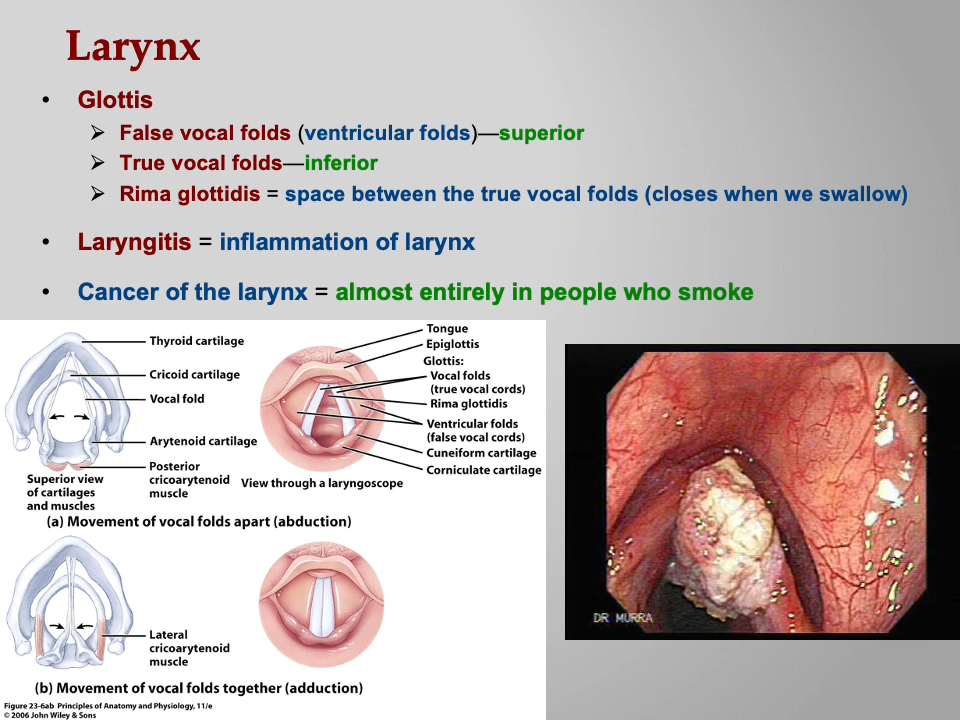 Larynx
• Glottis
➢ False vocal folds (ventricular folds)—superior
➢ True vocal folds—inferior
➢ Rima glottidis = space between the true vocal folds (closes when we swallow)
• Laryngitis = inflammation of larynx
• Cancer of the larynx = almost entirely in people who smoke
Thyroid cartilage
Cricoid cartilage
Vocal fold
Arytenoid cartilage
Posterior
cricoarytenoid
muscle
Superior view
of cartilages
and muscles
Tongue
Epiglottis
Glottis:
Vocal folds
(true vocal cords)
Rima glottidis
Ventricular folds
(false vocal cords)
Cuneiform cartilage
Corniculate cartilage
View through a laryngoscope
(a) Movement of vocal folds apart (abduction)
Lateral
cricoarytenoid
muscle
(b) Movement of vocal folds together (adduction)
Figure 23-6ab Principles of Anatomy and Physiology, 11/e
© 2006 John Wiley & Sons
DR MURRA